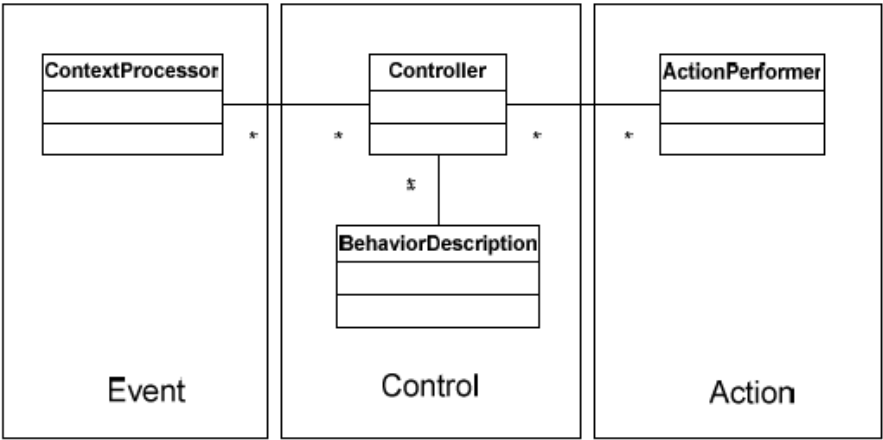 ContextProcessor
Controller
ActionPerformer
* * * *
*
BehaviorDescription
Event
Control
Action